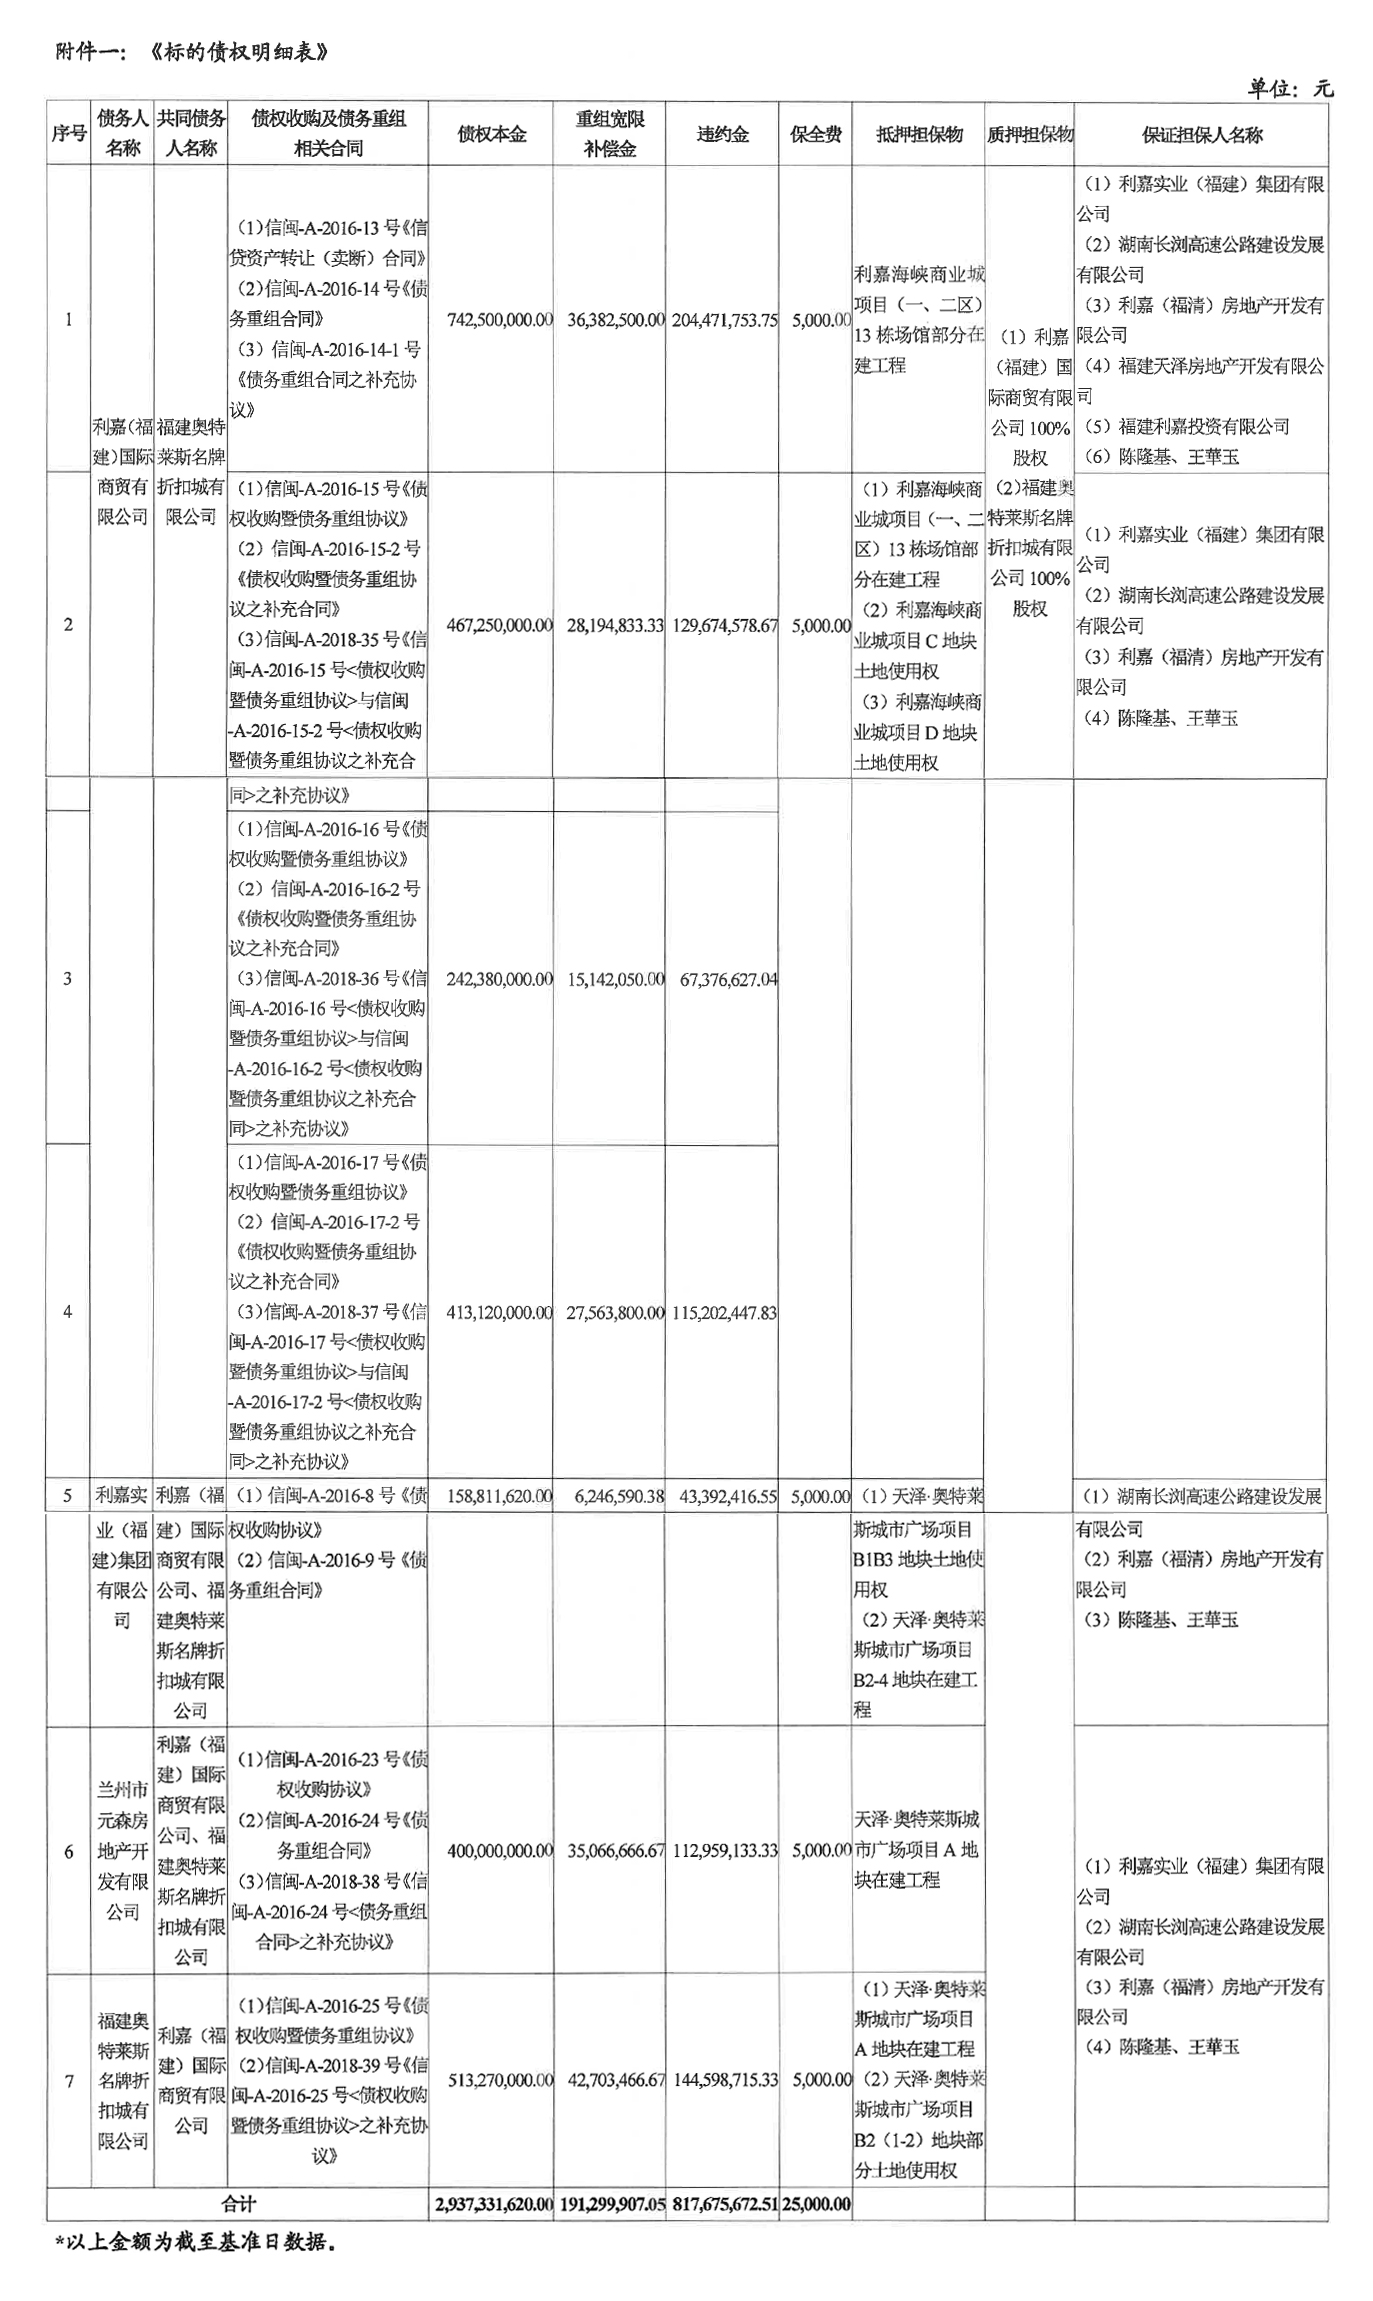 附件一：《标的债权明细表》
单位：元
序号
债务人
名称
共同债务
人名称
债权收购及债务重组
相关合同
债权本金
重组宽限
补偿金
违约金
保全费
抵押担保物
质押担保物
保证担保人名称
1
利嘉（福
建）国际
商贸有
限公司
福建奥特
莱斯名牌
折扣城有
限公司
（1）信闽-A-2016-13 号《信
贷资产转让（卖断）合同》
（2）信闽-A-2016-14 号《债
务重组合同》
（3）信闽-A-2016-14-1 号
《债务重组合同之补充协
议》
742,500,000.00
36,382,500.00
204,471,753.75
5,000.00
利嘉海峡商业城
项目（一、二区）
13 栋场馆部分在
建工程
（1）利嘉
（福建）国
际商贸有限
公司 100%
股权
（2）福建奥
特莱斯名牌
折扣城有限
公司 100%
股权
（1）利嘉实业（福建）集团有限
公司
（2）湖南长浏高速公路建设发展
有限公司
（3）利嘉（福清）房地产开发有
限公司
（4）福建天泽房地产开发有限公
司
（5）福建利嘉投资有限公司
（6）陈隆基、王華玉
2
（1）信闽-A-2016-15 号《债
权收购暨债务重组协议》
（2）信闽-A-2016-15-2 号
《债权收购暨债务重组协
议之补充合同》
（3）信闽-A-2018-35 号《信
闽-A-2016-15 号<债权收购
暨债务重组协议>与信闽
-A-2016-15-2 号<债权收购
暨债务重组协议之补充合
467,250,000.00
28,194,833.33
129,674,578.67
5,000.00
（1）利嘉海峡商
业城项目（一、二
区）13 栋场馆部
分在建工程
（2）利嘉海峡商
业城项目 C 地块
土地使用权
（3）利嘉海峡商
业城项目 D 地块
土地使用权
（1）利嘉实业（福建）集团有限
公司
（2）湖南长浏高速公路建设发展
有限公司
（3）利嘉（福清）房地产开发有
限公司
（4）陈隆基、王華玉
同>之补充协议》
3
（1）信闽-A-2016-16 号《债
权收购暨债务重组协议》
（2）信闽-A-2016-16-2 号
《债权收购暨债务重组协
议之补充合同》
（3）信闽-A-2018-36 号《信
闽-A-2016-16 号<债权收购
暨债务重组协议>与信闽
-A-2016-16-2 号<债权收购
暨债务重组协议之补充合
同>之补充协议》
242,380,000.00
15,142,050.00
67,376,627.04
4
（1）信闽-A-2016-17 号《债
权收购暨债务重组协议》
（2）信闽-A-2016-17-2 号
《债权收购暨债务重组协
议之补充合同》
（3）信闽-A-2018-37 号《信
闽-A-2016-17 号<债权收购
暨债务重组协议>与信闽
-A-2016-17-2 号<债权收购
暨债务重组协议之补充合
同>之补充协议》
413,120,000.00
27,563,800.00
115,202,447.83
5
利嘉实
业（福
建）集团
有限公
司
利嘉（福
建）国际
商贸有限
公司、福
建奥特莱
斯名牌折
扣城有限
公司
（1）信闽-A-2016-8 号《债
权收购协议》
（2）信闽-A-2016-9 号《债
务重组合同》
158,811,620.00
6,246,590.38
43,392,416.55
5,000.00
（1）天泽·奥特莱
斯城市广场项目
B1B3 地块土地使
用权
（2）天泽·奥特莱
斯城市广场项目
B2-4 地块在建工
程
（1）湖南长浏高速公路建设发展
有限公司
（2）利嘉（福清）房地产开发有
限公司
（3）陈隆基、王華玉
6
兰州市
元森房
地产开
发有限
公司
利嘉（福
建）国际
商贸有限
公司、福
建奥特莱
斯名牌折
扣城有限
公司
（1）信闽-A-2016-23 号《债
权收购协议》
（2）信闽-A-2016-24 号《债
务重组合同》
（3）信闽-A-2018-38 号《信
闽-A-2016-24 号<债务重组
合同>之补充协议》
400,000,000.00
35,066,666.67
112,959,133.33
5,000.00
天泽·奥特莱斯城
市广场项目 A 地
块在建工程
（1）利嘉实业（福建）集团有限
公司
（2）湖南长浏高速公路建设发展
有限公司
（3）利嘉（福清）房地产开发有
限公司
（4）陈隆基、王華玉
7
福建奥
特莱斯
名牌折
扣城有
限公司
利嘉（福
建）国际
商贸有限
公司
（1）信闽-A-2016-25 号《债
权收购暨债务重组协议》
（2）信闽-A-2018-39 号《信
闽-A-2016-25 号<债权收购
暨债务重组协议>之补充协
议》
513,270,000.00
42,703,466.67
144,598,715.33
5,000.00
（1）天泽·奥特莱
斯城市广场项目
A 地块在建工程
（2）天泽·奥特莱
斯城市广场项目
B2（1-2）地块部
分土地使用权
合计
2,937,331,620.00
191,299,907.05
817,675,672.51
25,000.00
*以上金额为截至基准日数据。